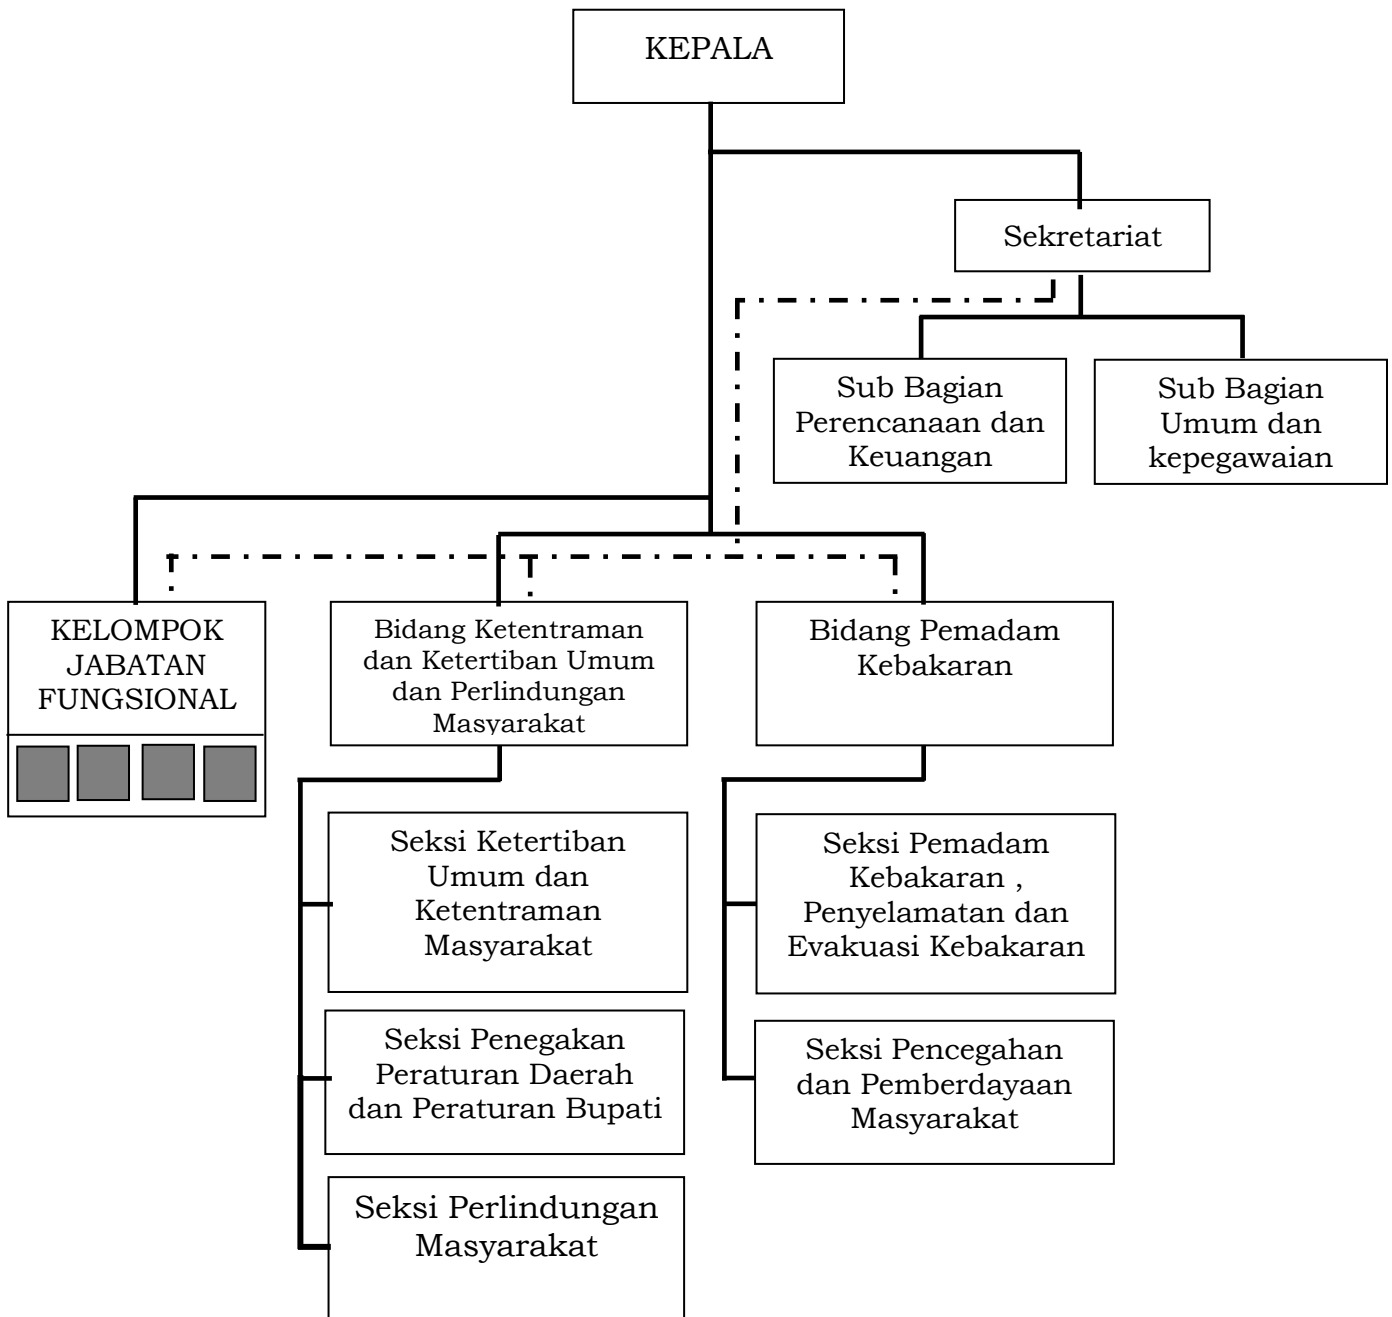 KEPALA
Sekretariat
Sub Bagian
Perencanaan dan
Keuangan
Sub Bagian
Umum dan
kepegawaian
KELOMPOK
JABATAN
FUNGSIONAL
Bidang Ketentraman
dan Ketertiban Umum
dan Perlindungan
Masyarakat
Bidang Pemadam
Kebakaran
Seksi Ketertiban
Umum dan
Ketentraman
Masyarakat
Seksi Pemadam
Kebakaran ,
Penyelamatan dan
Evakuasi Kebakaran
Seksi Penegakan
Peraturan Daerah
dan Peraturan Bupati
Seksi Pencegahan
dan Pemberdayaan
Masyarakat
Seksi Perlindungan
Masyarakat